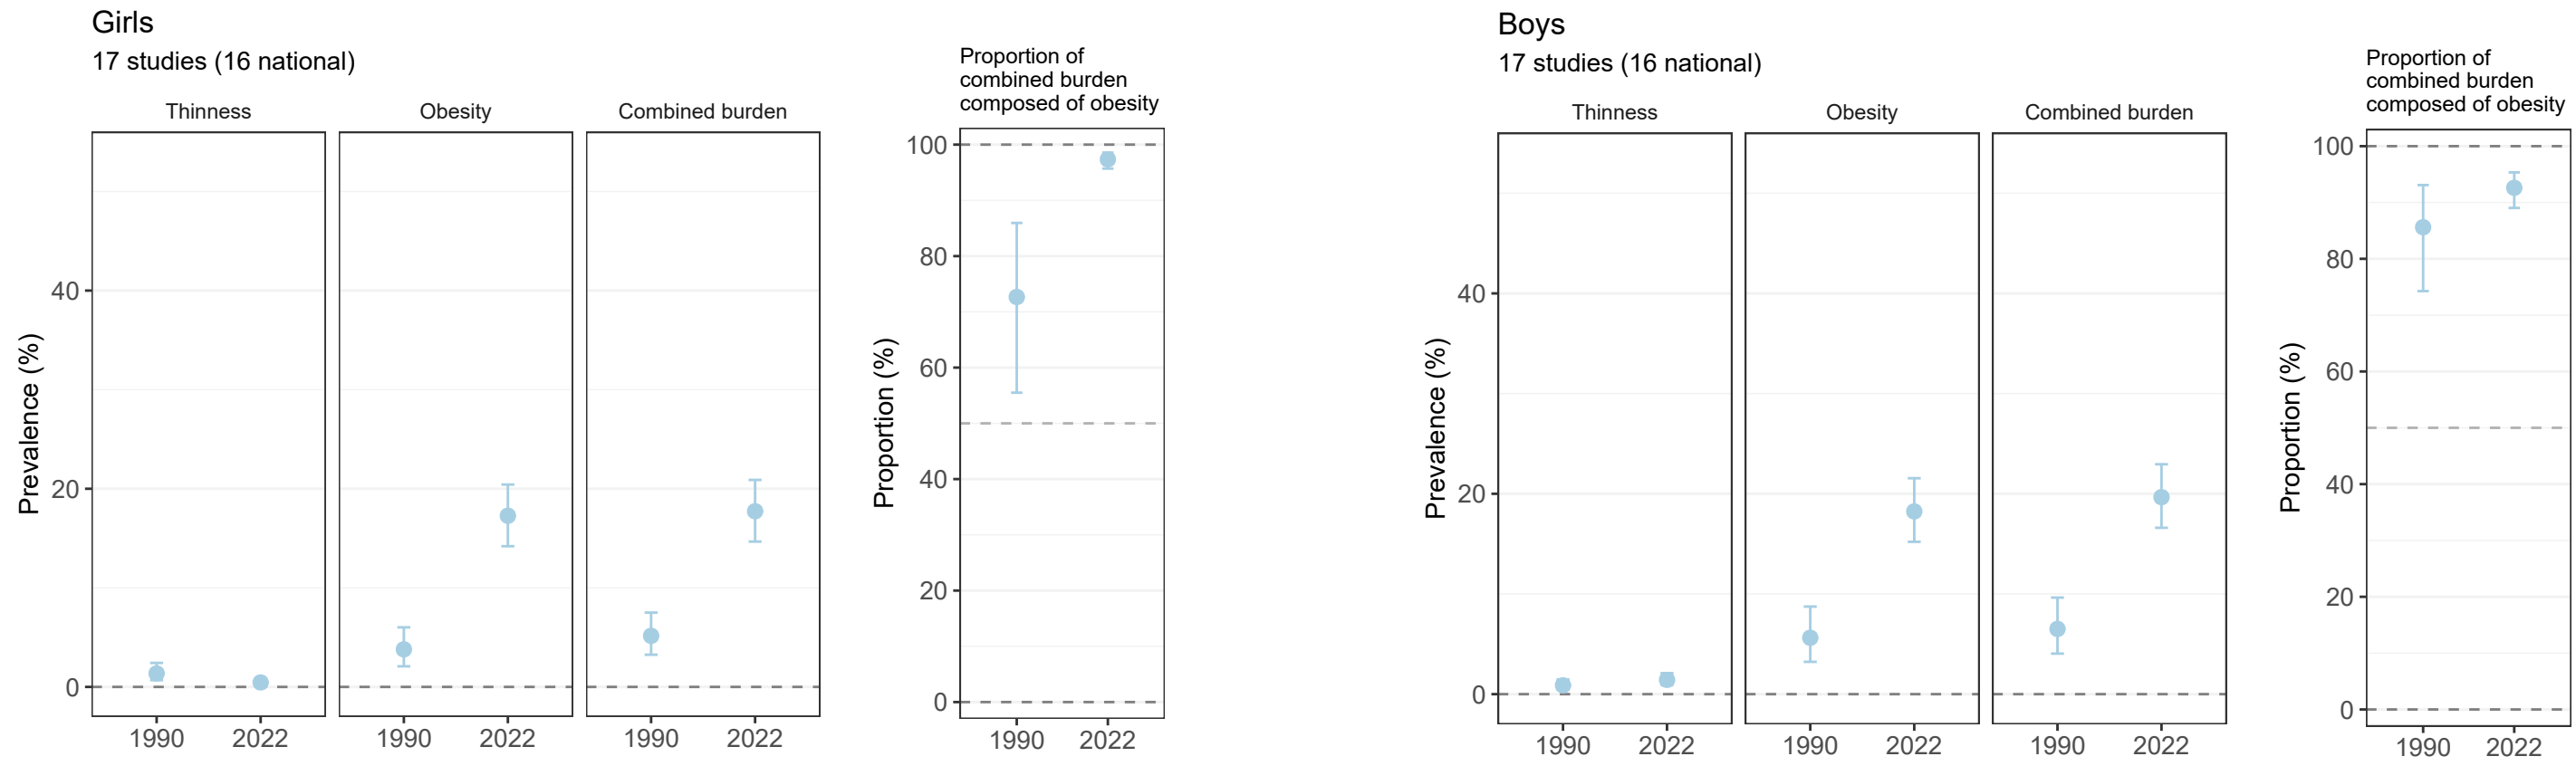 Girls
17 studies (16 national)
Thinness
Obesity
Combined burden
Prevalence (%)
40
20
0
1990
2022
1990
2022
1990
2022
Proportion of
combined burden
composed of obesity
Proportion (%)
100
80
60
40
20
0
1990
2022
Boys
17 studies (16 national)
Thinness
Obesity
Combined burden
Prevalence (%)
40
20
0
1990
2022
1990
2022
1990
2022
Proportion of
combined burden
composed of obesity
Proportion (%)
100
80
60
40
20
0
1990
2022